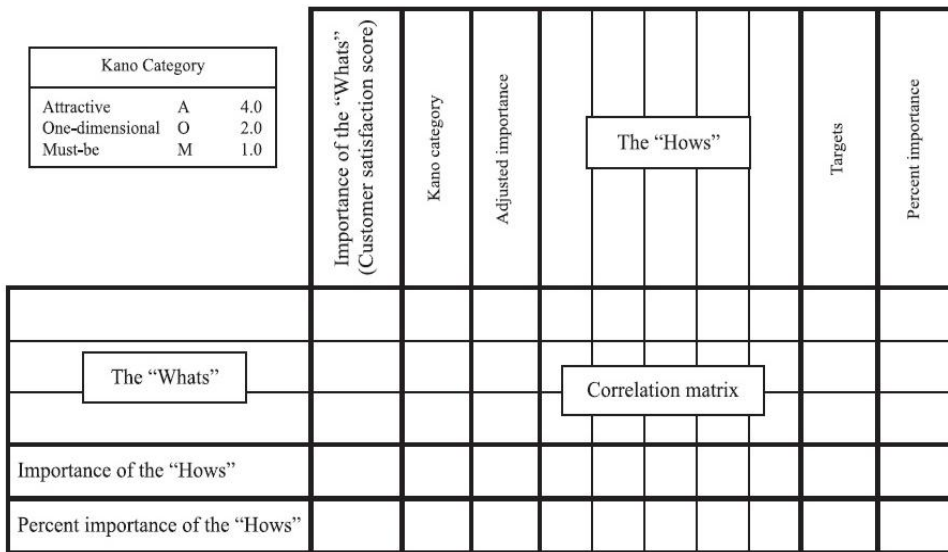 Kano Category
Attractive A 4.0
One-dimensional O 2.0
Must-be M 1.0
Importance of the “Whats”
(Customer satisfaction score)
Kano category
Adjusted importance
The “Hows”
Targets
Percent importance
The “Whats”
Correlation matrix
Importance of the “Hows”
Percent importance of the “Hows”